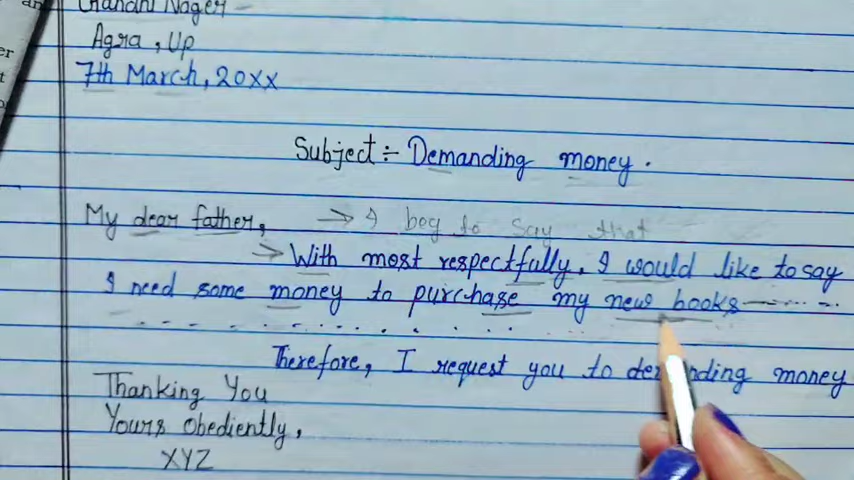 Gandhi Nager
Agra, Up
7th March, 20xx
Subject :- Demanding money.
My dear father, → I beg to say that
→ With most respectfully, I would like to say
I need some money to purchase my new books ----....
. . . . . . . . . . . .
Therefore, I request you to demanding money
Thanking You
Yours obediently,
XYZ